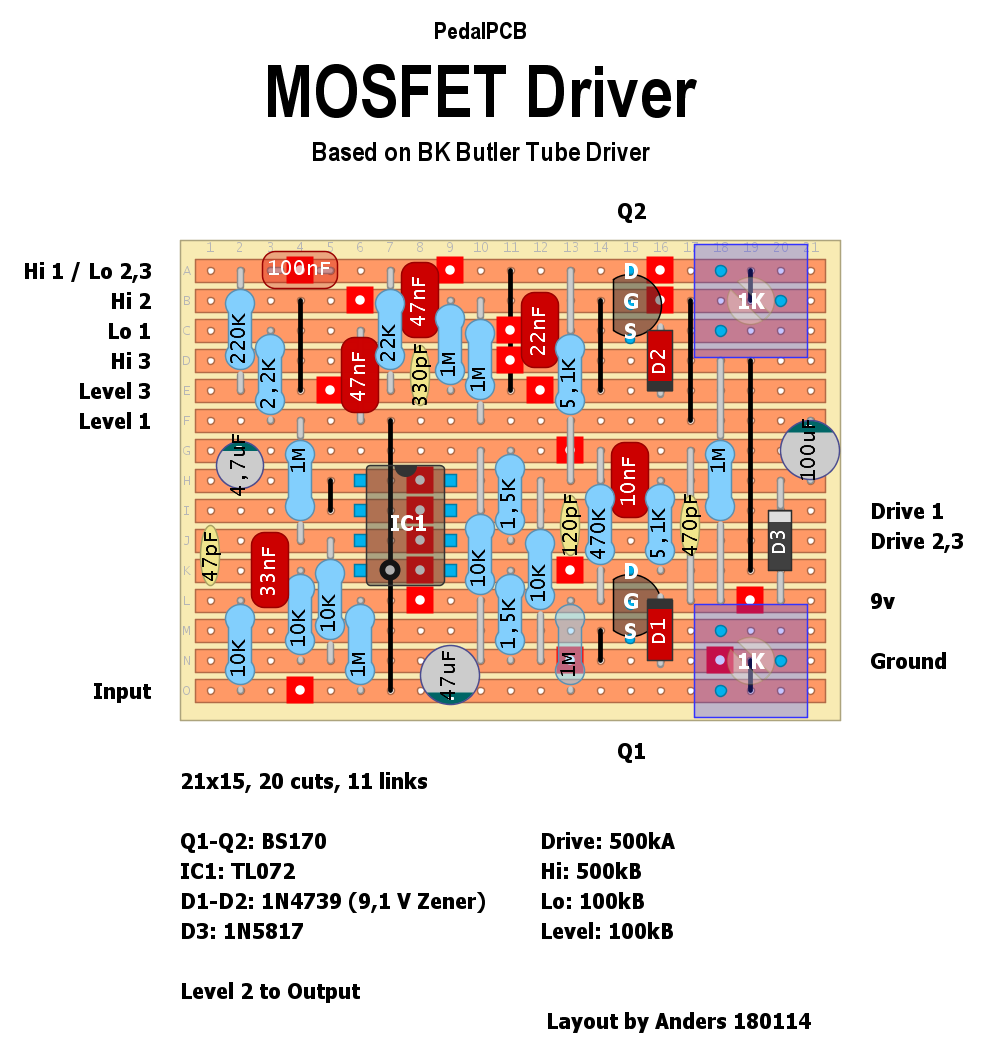 PedalPCB
MOSFET Driver
Based on BK Butler Tube Driver
Q2
1 2 3 4 5 6 7 8 9 10 11 12 13 14 15 16 17 18 19 20 21
Hi 1 / Lo 2,3
A
100nF
D
Hi 2
B
220K
22K
47nF
G
1K
Lo 1
C
22nF
S
Hi 3
D
2,2K
47nF
330pF
1M
1M
5,1K
D2
Level 3
E
Level 1
F
G
4,7uF
1M
100uF
H
1,5K
10nF
1M
I
IC1
Drive 1
J
47pF
33nF
10K
120pF
470K
5,1K
470pF
D3
Drive 2,3
K
10K
10K
D
L
10K
1,5K
G
9v
M
10K
1M
S
D1
N
47uF
1M
1K
Ground
Input
O
Q1
21x15, 20 cuts, 11 links
Q1-Q2: BS170
IC1: TL072
D1-D2: 1N4739 (9,1 V Zener)
D3: 1N5817
Drive: 500kA
Hi: 500kB
Lo: 100kB
Level: 100kB
Level 2 to Output
Layout by Anders 180114